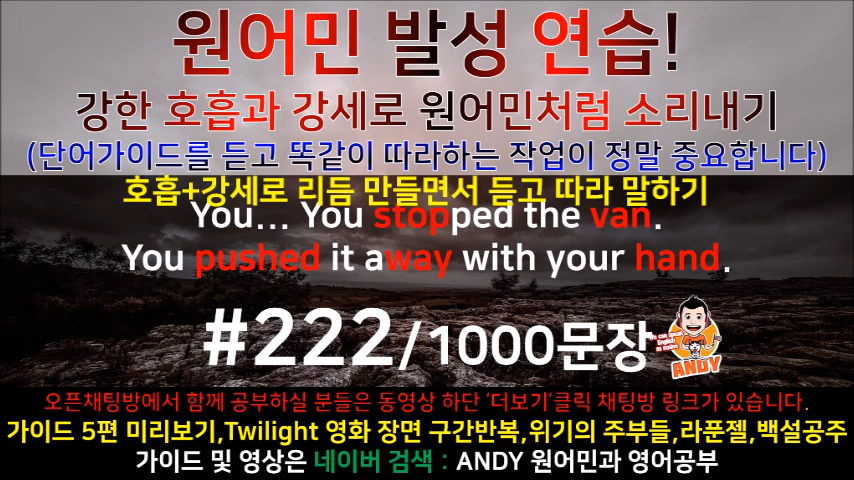 원어민 발성 연습!
강한 호흡과 강세로 원어민처럼 소리내기
(단어가이드를 듣고 똑같이 따라하는 작업이 정말 중요합니다)
호흡+강세로 리듬 만들면서 듣고 따라 말하기
You... You stopped the van.
You pushed it away with your hand.
#222/1000문장
ANDY
오픈채팅방에서 함께 공부하실 분들은 동영상 하단 '더보기'클릭 채팅방 링크가 있습니다.
가이드 5편 미리보기,Twilight 영화 장면 구간반복,위기의 주부들,라푼젤,백설공주
가이드 및 영상은 네이버 검색 : ANDY 원어민과 영어공부